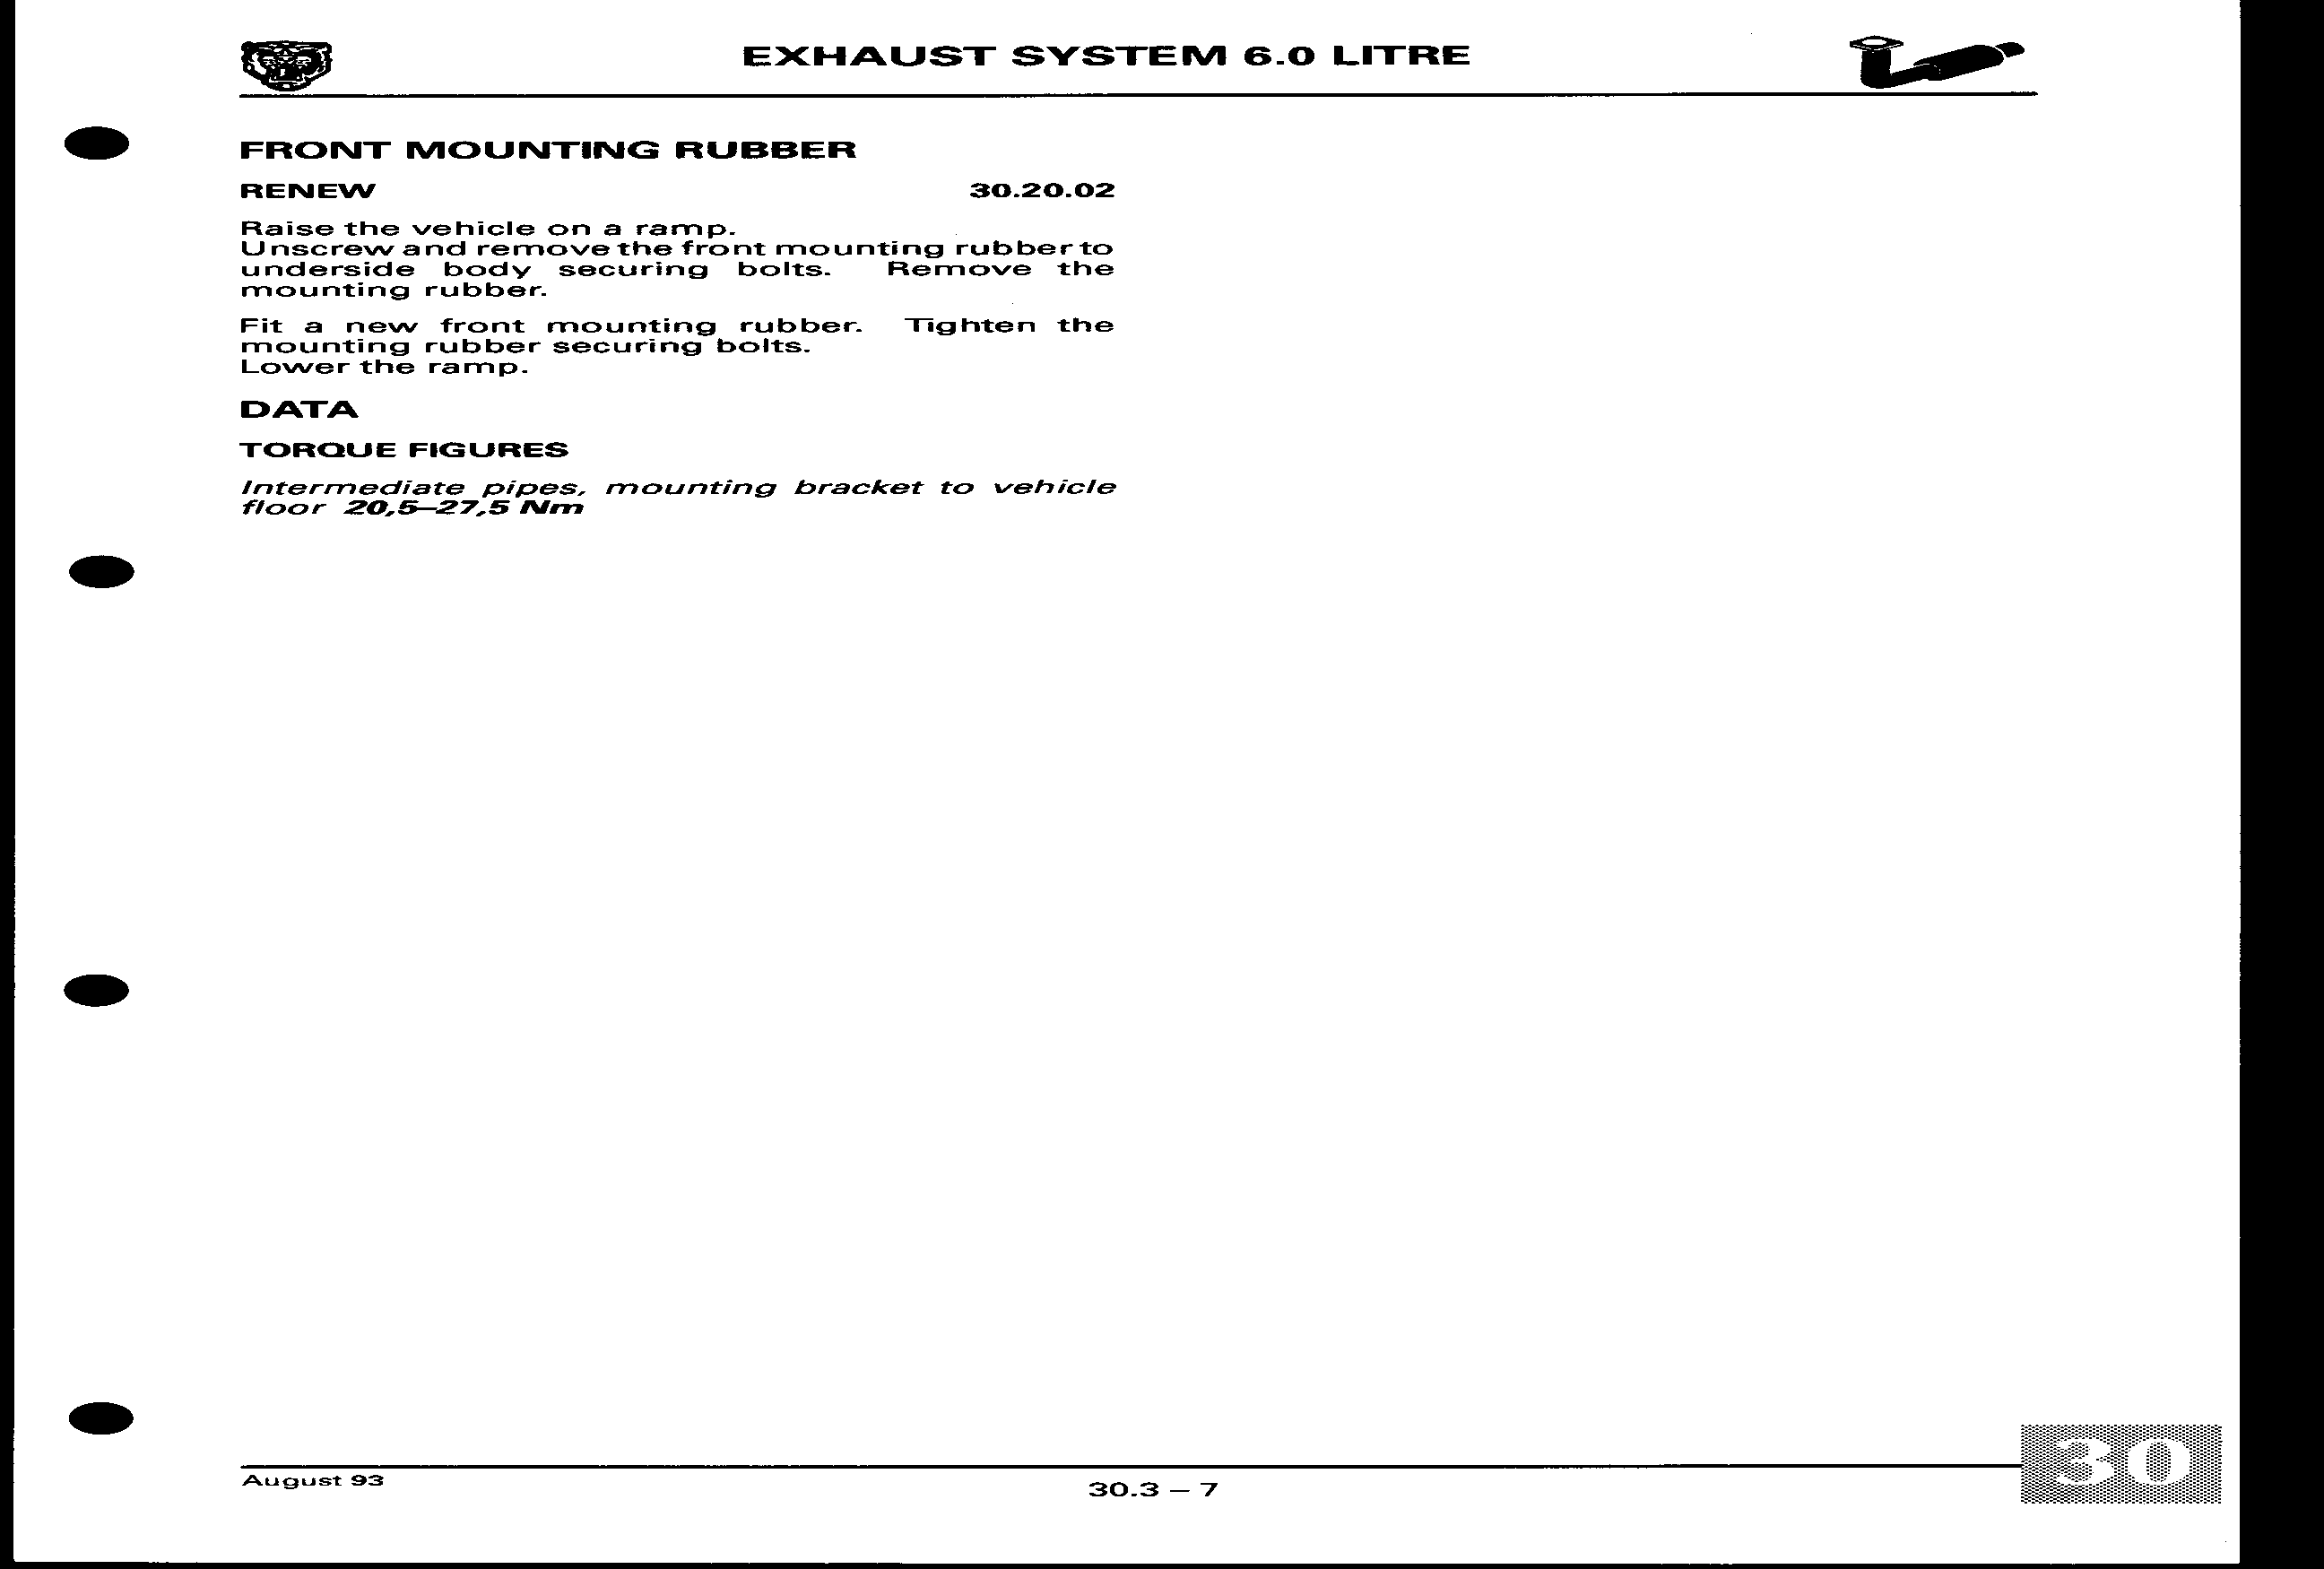 EXHAUST SYSTEM 6.0 LITRE
FRONT MOUNTING RUBBER
RENEW 30.20.02
Raise the vehicle on a ramp.
Unscrew and remove the front mounting rubber to
underside body securing bolts. Remove the
mounting rubber.
Fit a new front mounting rubber. Tighten the
mounting rubber securing bolts.
Lower the ramp.
DATA
TORQUE FIGURES
Intermediate pipes, mounting bracket to vehicle
floor 20,5–27,5 Nm
August 93
30.3 – 7
30